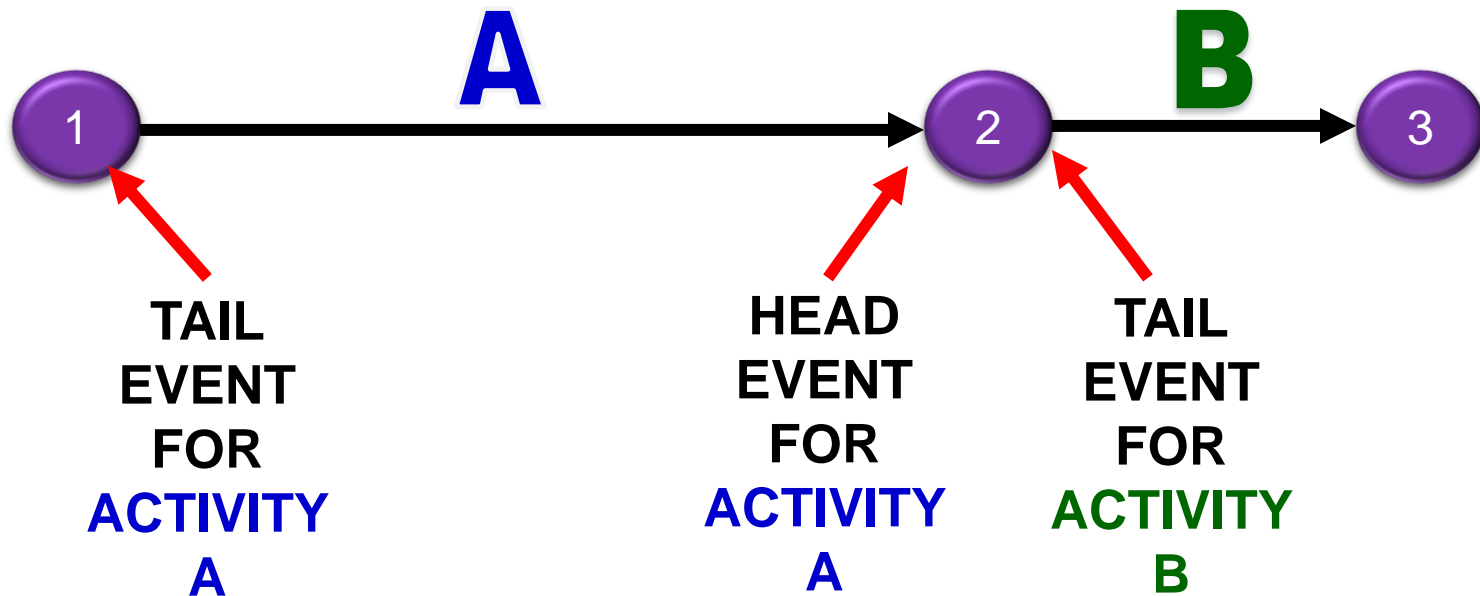 A
B
1
2
3
TAIL
EVENT
FOR
ACTIVITY
A
HEAD
EVENT
FOR
ACTIVITY
A
TAIL
EVENT
FOR
ACTIVITY
B